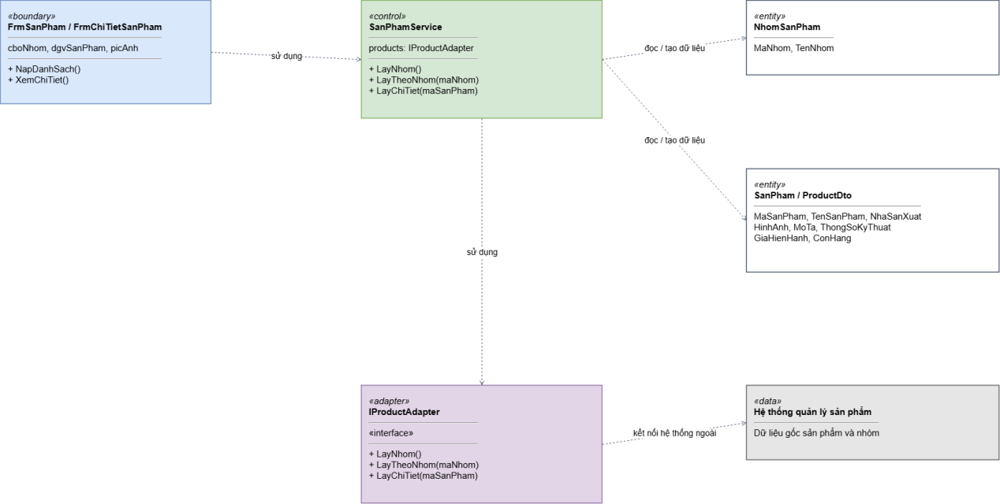 «boundary»
FrmSanPham / FrmChiTietSanPham
cboNhom, dgvSanPham, picAnh
+ NapDanhSach()
+ XemChiTiet()
sử dụng
«control»
SanPhamService
products: IProductAdapter
+ LayNhom()
+ LayTheoNhom(maNhom)
+ LayChiTiet(maSanPham)
đọc / tạo dữ liệu
«entity»
NhomSanPham
MaNhom, TenNhom
đọc / tạo dữ liệu
«entity»
SanPham / ProductDto
MaSanPham, TenSanPham, NhaSanXuat
HinhAnh, MoTa, ThongSoKyThuat
GiaHienHanh, ConHang
sử dụng
«adapter»
IProductAdapter
«interface»
+ LayNhom()
+ LayTheoNhom(maNhom)
+ LayChiTiet(maSanPham)
kết nối hệ thống ngoài
«data»
Hệ thống quản lý sản phẩm
Dữ liệu gốc sản phẩm và nhóm